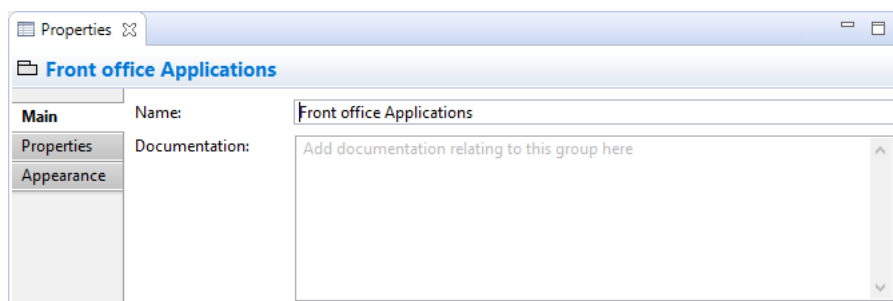 Properties
Front office Applications
Main
Name:
Front office Applications
Properties
Documentation:
Add documentation relating to this group here
Appearance